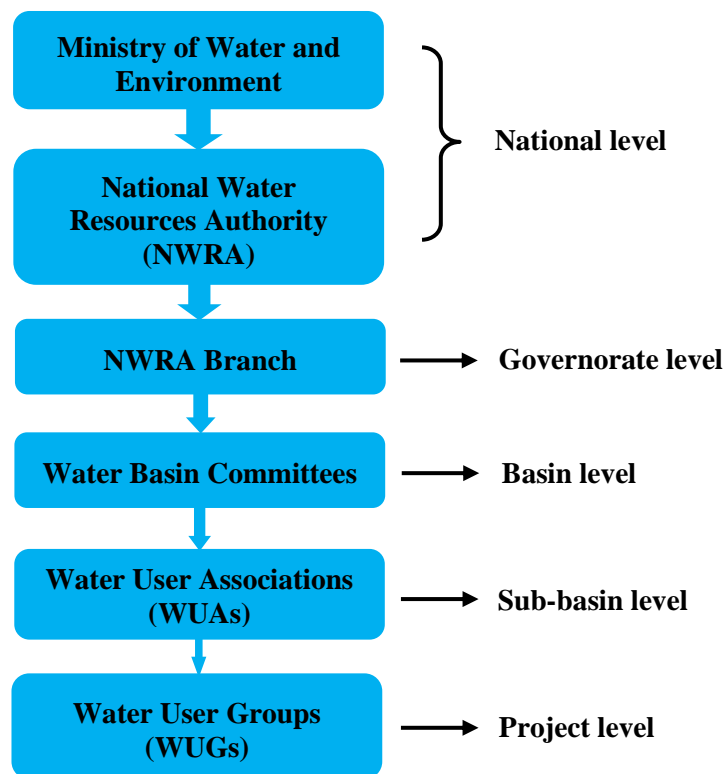 Ministry of Water and
Environment
National level
National Water
Resources Authority
(NWRA)
NWRA Branch
Governorate level
Water Basin Committees
Basin level
Water User Associations
(WUAs)
Sub-basin level
Water User Groups
(WUGs)
Project level